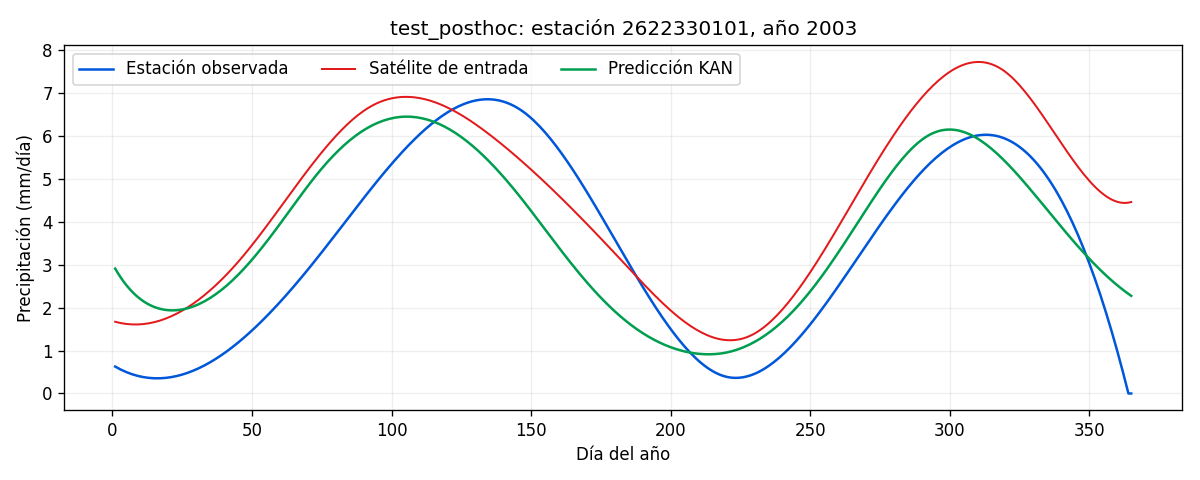 test_posthoc: estación 2622330101, año 2003
Estación observada
Satélite de entrada
Predicción KAN
Precipitación (mm/día)
8
7
6
5
4
3
2
1
0
0
50
100
150
200
250
300
350
Día del año